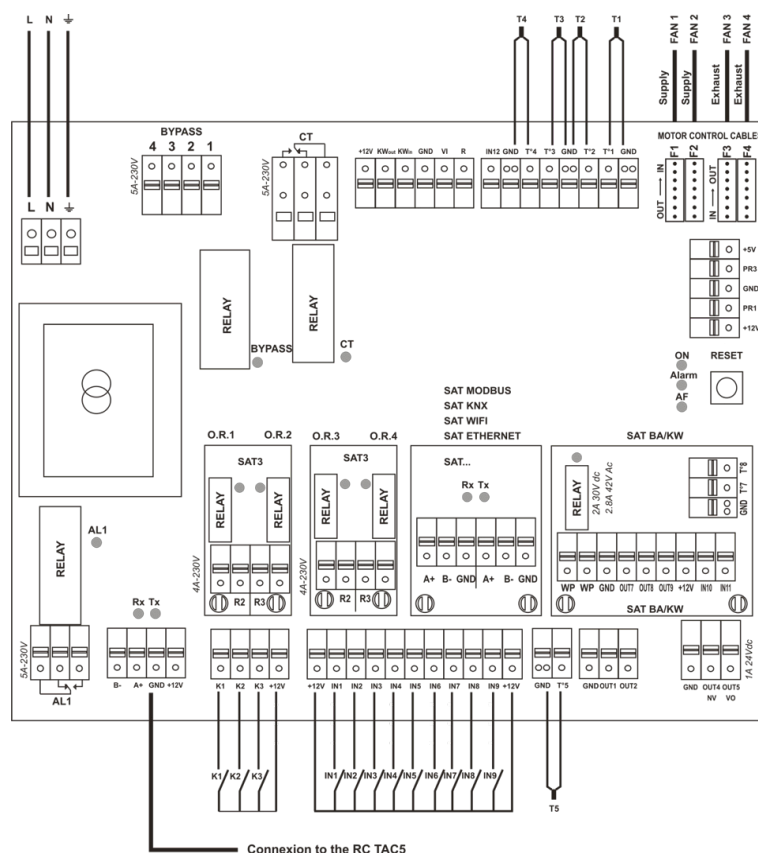 L N
T4 T3 T2 T1
FAN 1
FAN 2
FAN 3
FAN 4
Supply
Supply
Exhaust
Exhaust
BYPASS
4 3 2 1
5A-230V
CT
5A-230V
+12V KWout KWin GND VI R
IN12 GND T°4 T°3 GND T°2 T°1 GND
MOTOR CONTROL CABLES
F1 F2 F3 F4
OUT → IN
IN → OUT
L N
+5V
PR3
GND
PR1
+12V
RELAY
RELAY
BYPASS
CT
ON
Alarm
AF
RESET
SAT MODBUS
SAT KNX
SAT WIFI
SAT ETHERNET
O.R.1 O.R.2
O.R.3 O.R.4
SAT BA/KW
SAT3
SAT3
SAT...
Rx Tx
RELAY
RELAY
RELAY
RELAY
RELAY
2A 30V dc
2.8A 42V Ac
T°8
T°7
GND
RELAY
AL1
4A-230V
R2 R3
4A-230V
R2 R3
A+ B- GND A+ B- GND
WP WP GND OUT7 OUT8 OUT9 +12V IN10 IN11
SAT BA/KW
Rx Tx
5A-230V
AL1
B- A+ GND +12V
K1 K2 K3 +12V
+12V IN1 IN2 IN3 IN4 IN5 IN6 IN7 IN8 IN9 +12V
GND T°5
GND OUT1 OUT2
GND OUT4 OUT5
NV VO
1A 24Vdc
K1 K2 K3
IN1 IN2 IN3 IN4 IN5 IN6 IN7 IN8 IN9
T5
Connexion to the RC TAC5